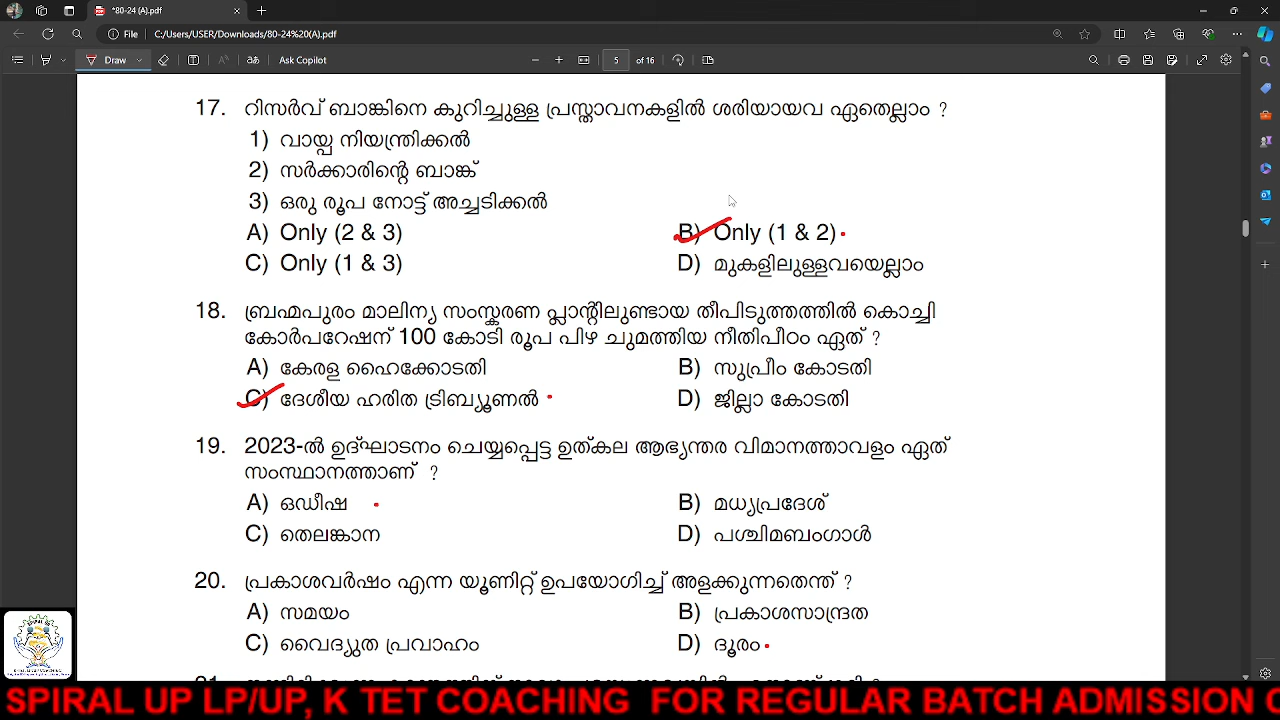 *80-24 (A).pdf
File C:/Users/USER/Downloads/80-24%20(A).pdf
Draw Ask Copilot 5 of 16
17. റിസർവ് ബാങ്കിനെ കുറിച്ചുള്ള പ്രസ്താവനകളിൽ ശരിയായവ ഏതെല്ലാം ?
1) വായ്പ നിയന്ത്രിക്കൽ
2) സർക്കാരിന്റെ ബാങ്ക്
3) ഒരു രൂപ നോട്ട് അച്ചടിക്കൽ
A) Only (2 & 3) B) Only (1 & 2)
C) Only (1 & 3) D) മുകളിലുള്ളവയെല്ലാം
18. ബ്രഹ്മപുരം മാലിന്യ സംസ്കരണ പ്ലാന്റിലുണ്ടായ തീപിടുത്തത്തിൽ കൊച്ചി
കോർപറേഷന് 100 കോടി രൂപ പിഴ ചുമത്തിയ നീതിപീഠം ഏത് ?
A) കേരള ഹൈക്കോടതി B) സുപ്രീം കോടതി
C) ദേശീയ ഹരിത ട്രിബ്യൂണൽ D) ജില്ലാ കോടതി
19. 2023-ൽ ഉദ്ഘാടനം ചെയ്യപ്പെട്ട ഉത്കല ആഭ്യന്തര വിമാനത്താവളം ഏത്
സംസ്ഥാനത്താണ് ?
A) ഒഡീഷ B) മധ്യപ്രദേശ്
C) തെലങ്കാന D) പശ്ചിമബംഗാൾ
20. പ്രകാശവർഷം എന്ന യൂണിറ്റ് ഉപയോഗിച്ച് അളക്കുന്നതെന്ത് ?
A) സമയം B) പ്രകാശസാന്ദ്രത
C) വൈദ്യുത പ്രവാഹം D) ദൂരം
SPIRAL UP LP/UP, K TET COACHING FOR REGULAR BATCH ADMISSION